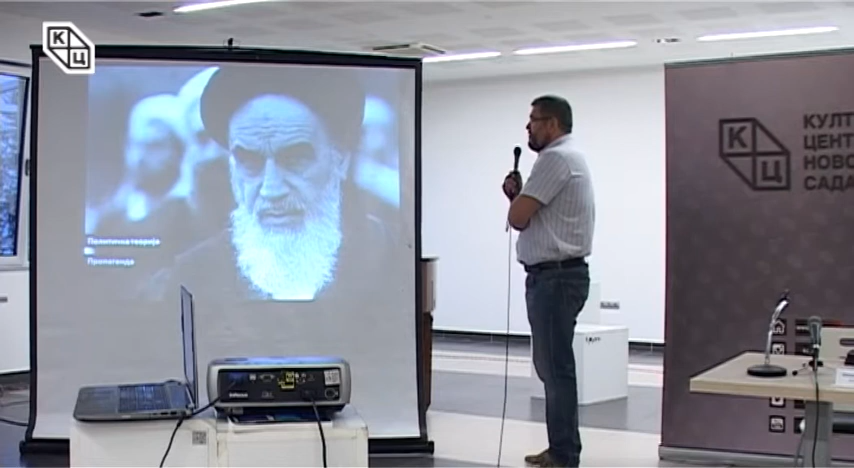 КЦ
Политичка теорија
Пропаганда
КЦ
КУЛТ
ЦЕНТ
НОВО
САДА